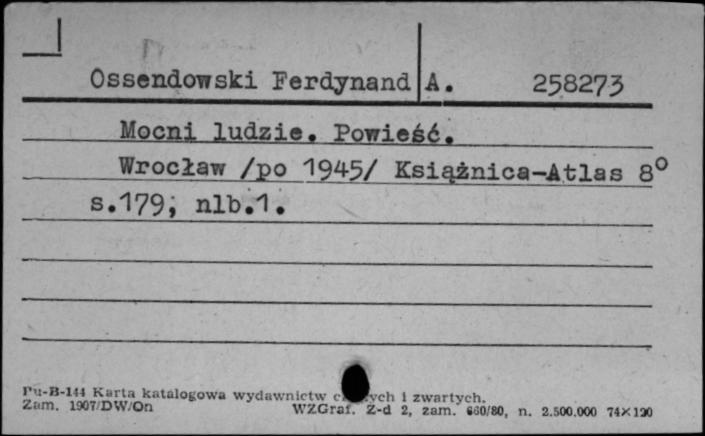 Ossendowski Ferdynand A. 258273
Mocni ludzie. Powieść.
Wrocław /po 1945/ Książnica-Atlas 8°
s.179, nlb.1.
Pu-B-144 Karta katalogowa wydawnictw i zwartych.
Zam. 1907/DW/On WZGraf. Z-d 2, zam. 660/80, n. 2.500.000 74×120